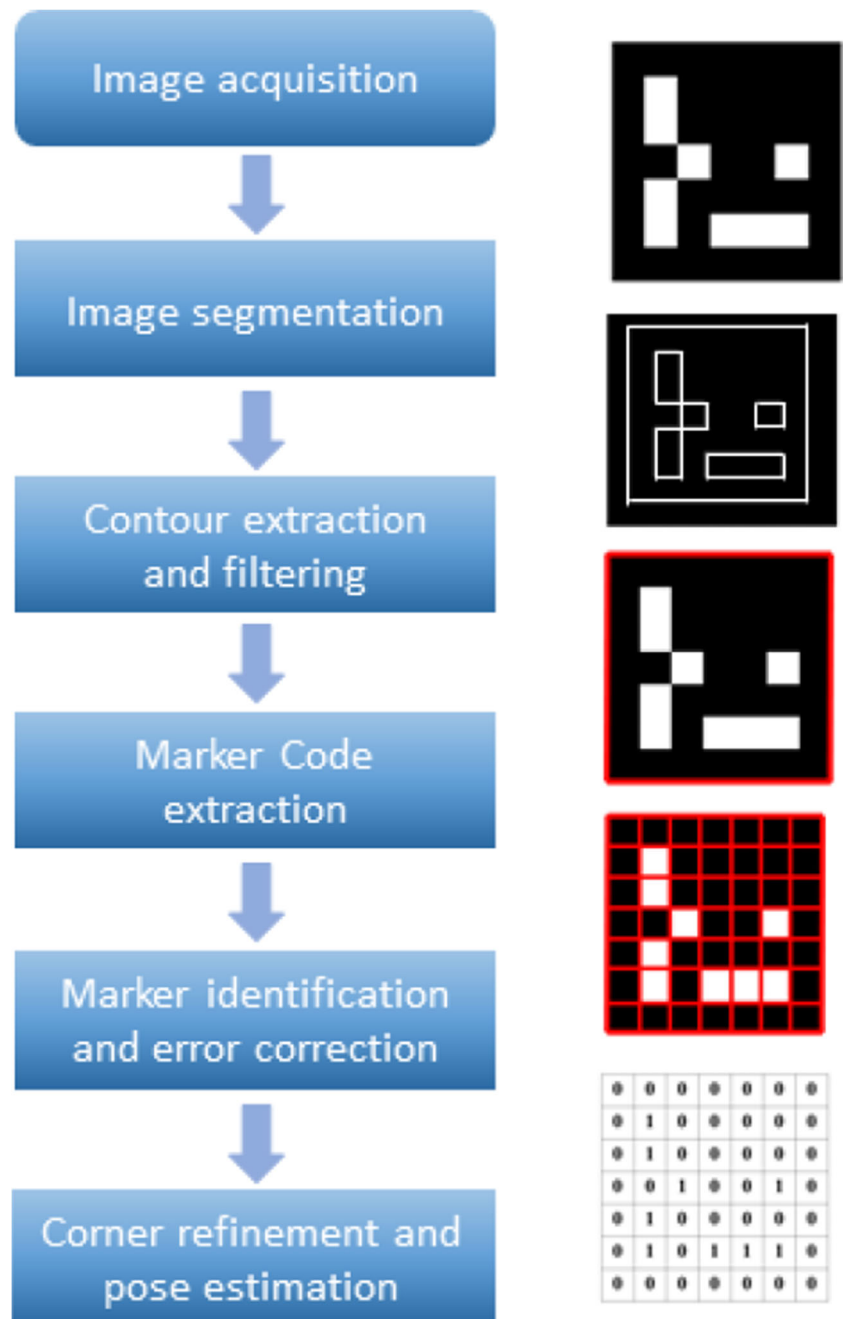 Image acquisition
Image segmentation
Contour extraction
and filtering
Marker Code
extraction
Marker identification
and error correction
Corner refinement and
pose estimation
0 0 0 0 0 0 0
0 1 0 0 0 0 0
0 1 0 0 0 0 0
0 0 1 0 0 1 0
0 1 0 0 0 0 0
0 1 0 1 1 1 0
0 0 0 0 0 0 0